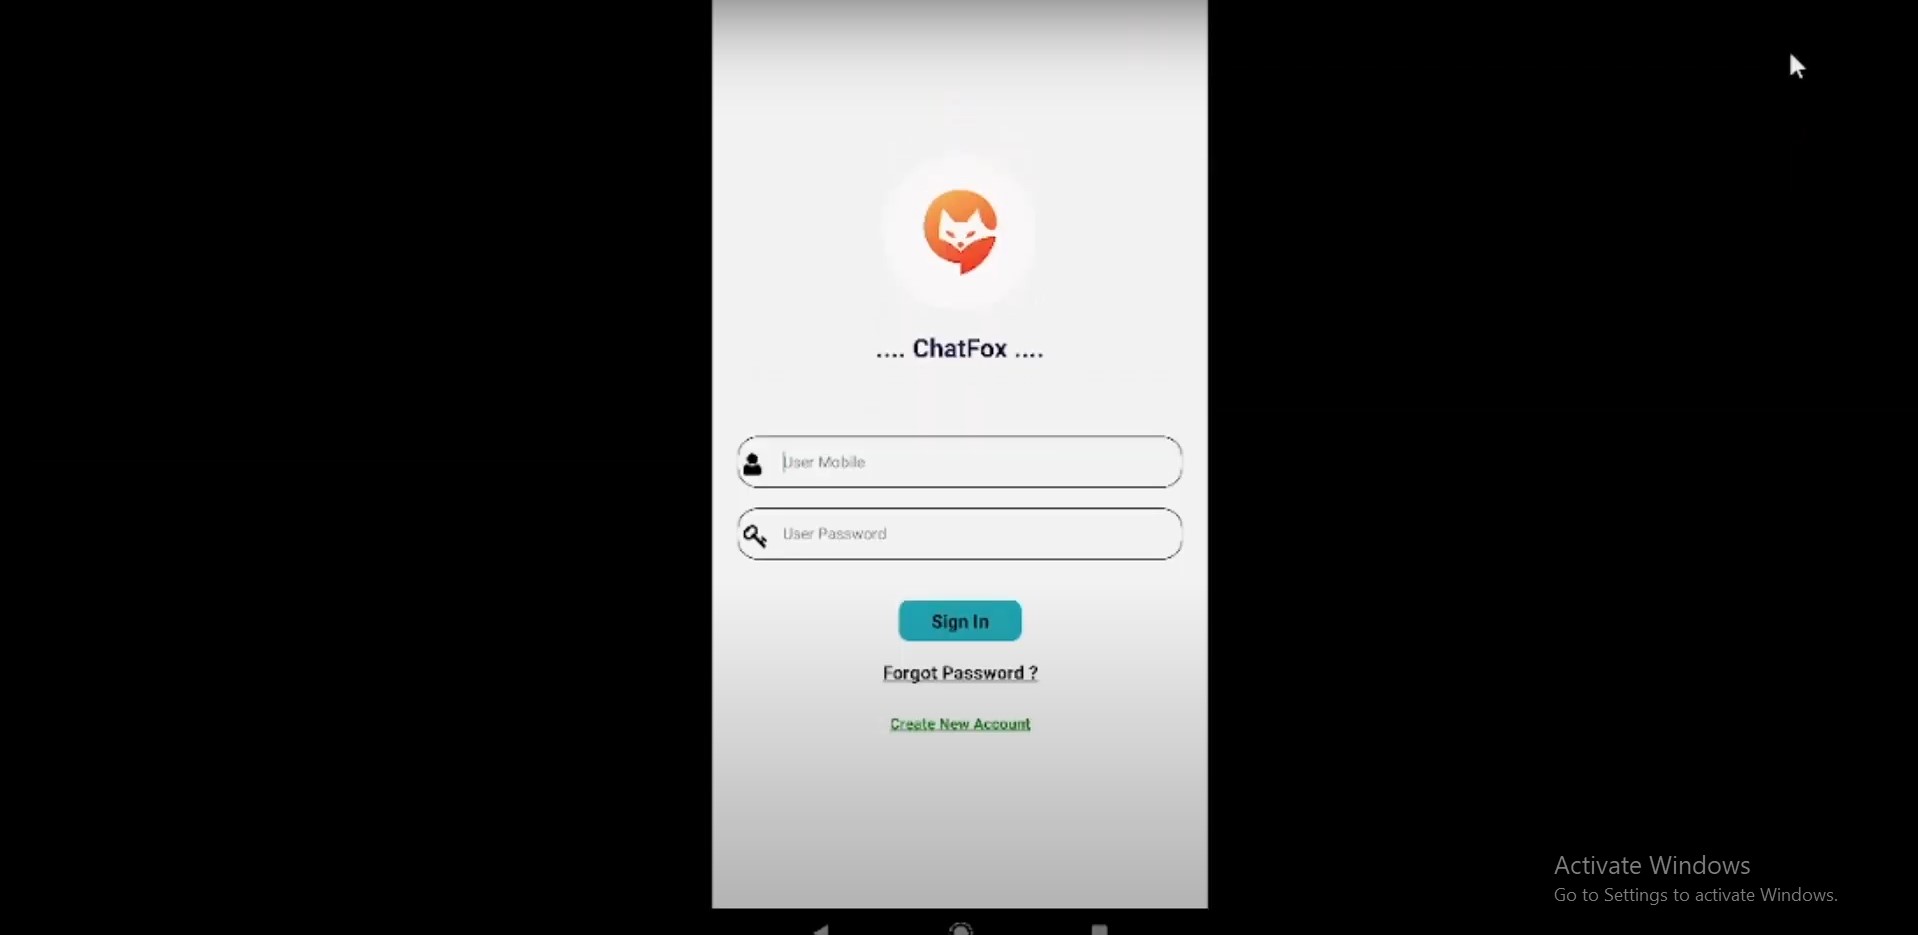 .... ChatFox ....
User Mobile
User Password
Sign In
Forgot Password ?
Create New Account
Activate Windows
Go to Settings to activate Windows.